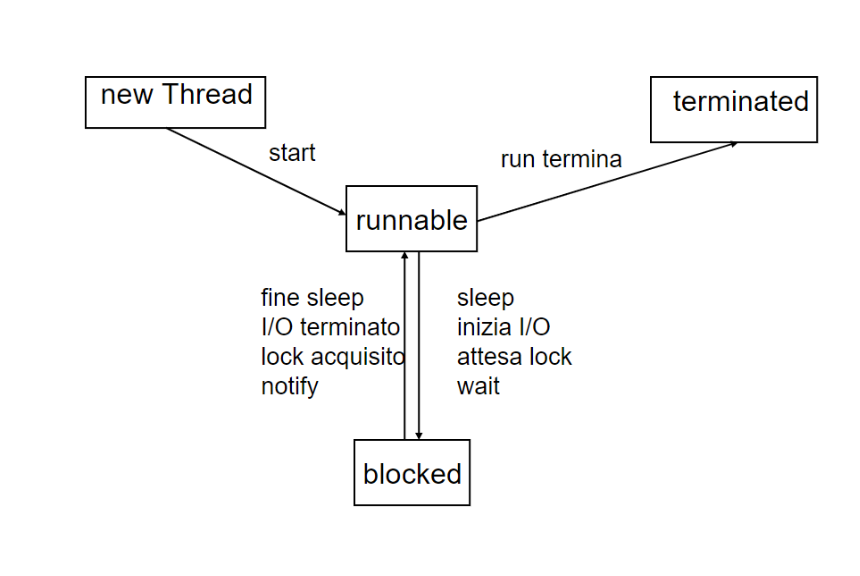 new Thread
terminated
start
run termina
runnable
fine sleep
I/O terminato
lock acquisito
notify
sleep
inizia I/O
attesa lock
wait
blocked